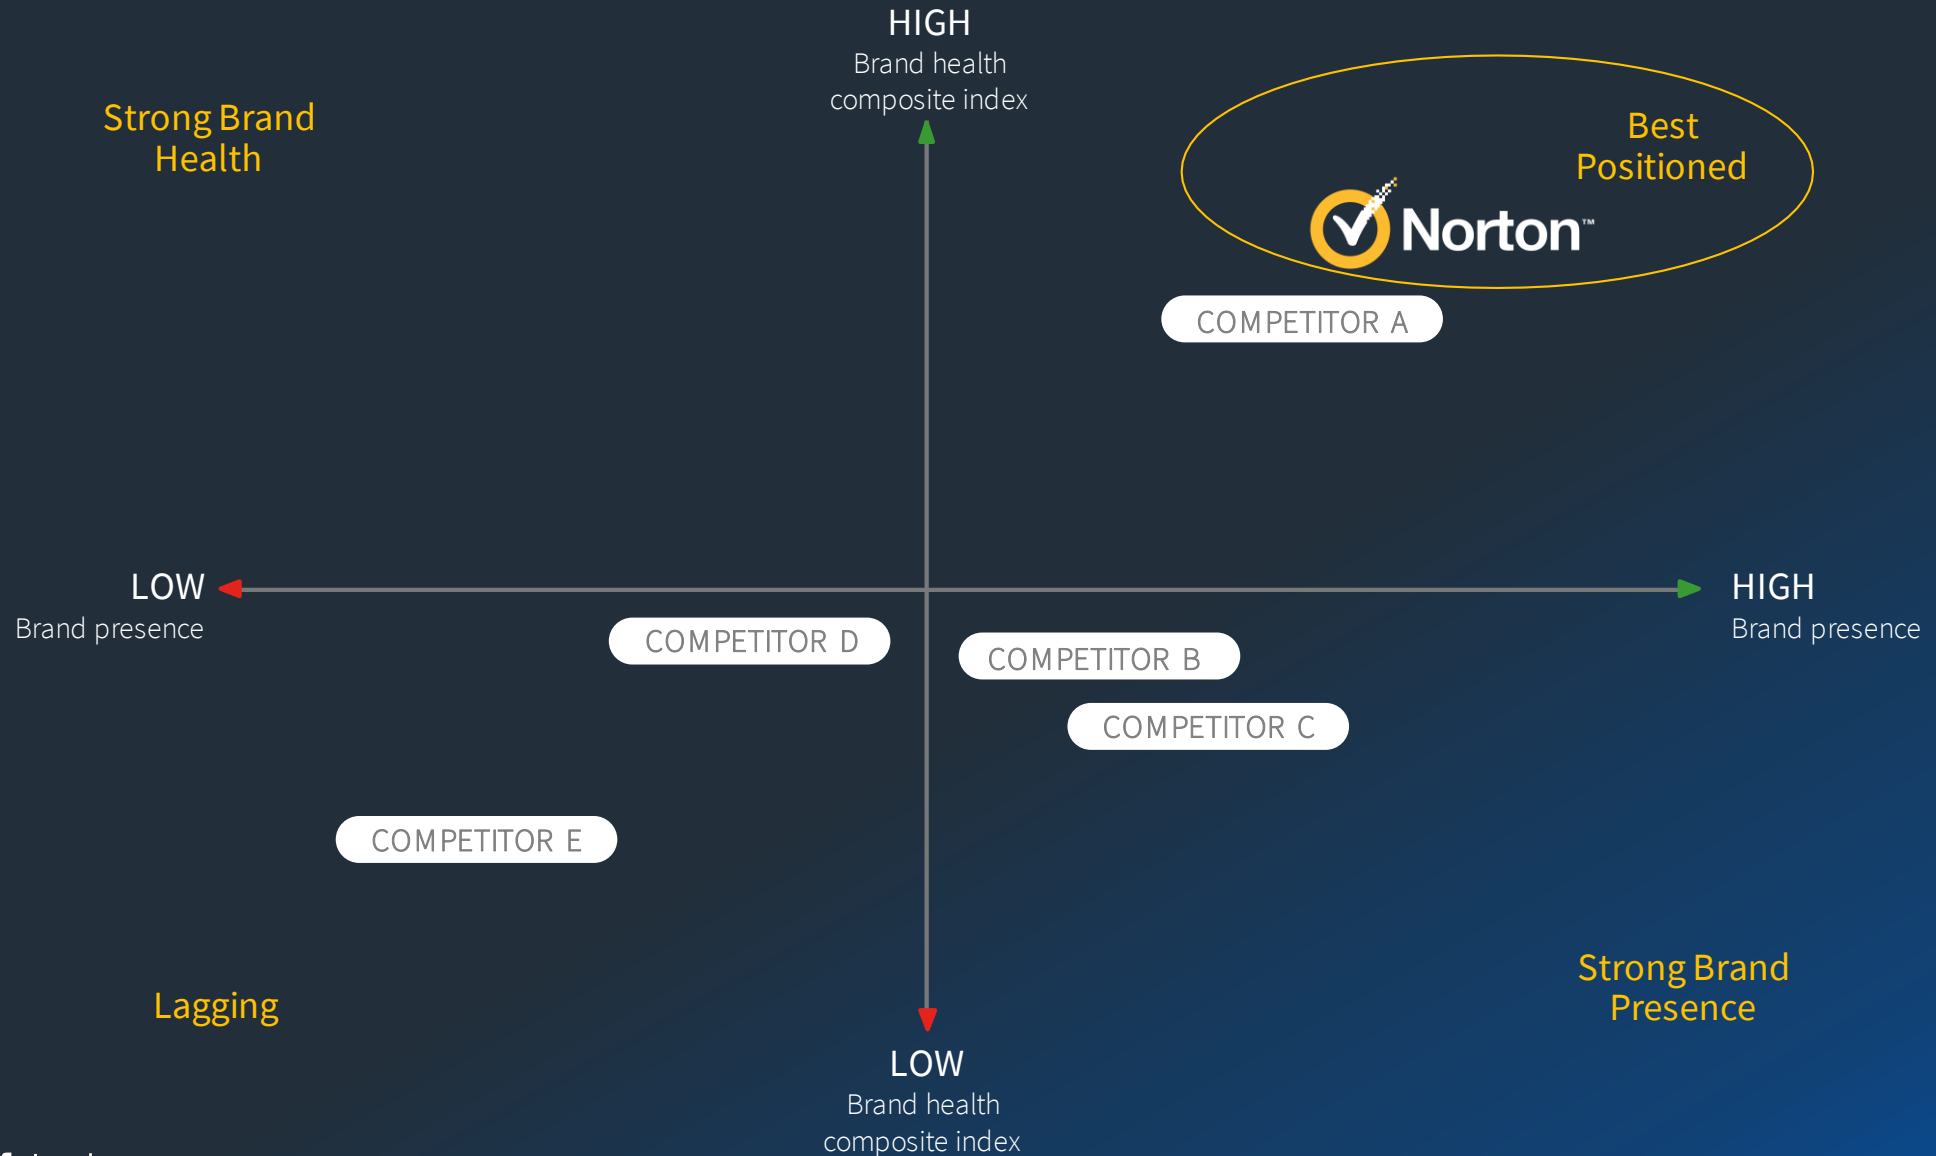 HIGH
Brand health
composite index
Strong Brand
Health
Best
Positioned
Norton™
COMPETITOR A
LOW
Brand presence
HIGH
Brand presence
COMPETITOR D
COMPETITOR B
COMPETITOR C
COMPETITOR E
Lagging
Strong Brand
Presence
LOW
Brand health
composite index